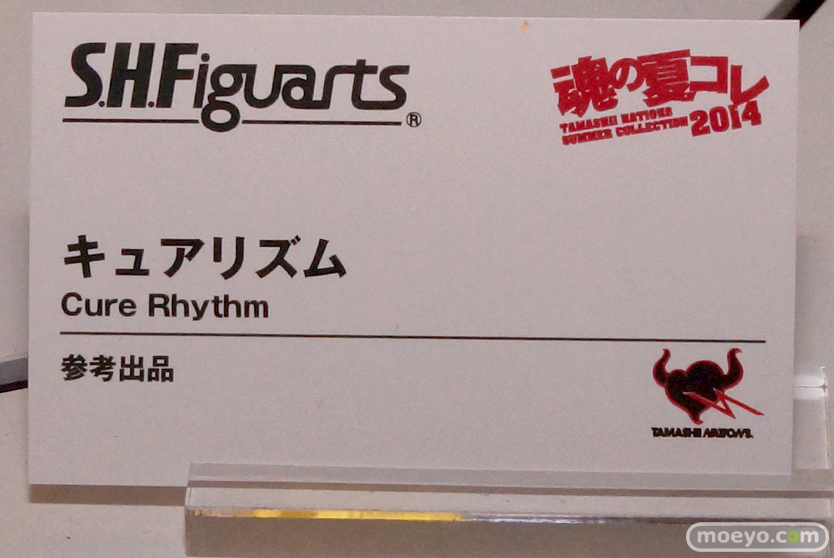 S.H.Figuarts®
魂の夏コレ
TAMASHII NATIONS
SUMMER COLLECTION 2014
キュアリズム
Cure Rhythm
参考出品
TAMASHII NATIONS
moeyo.com